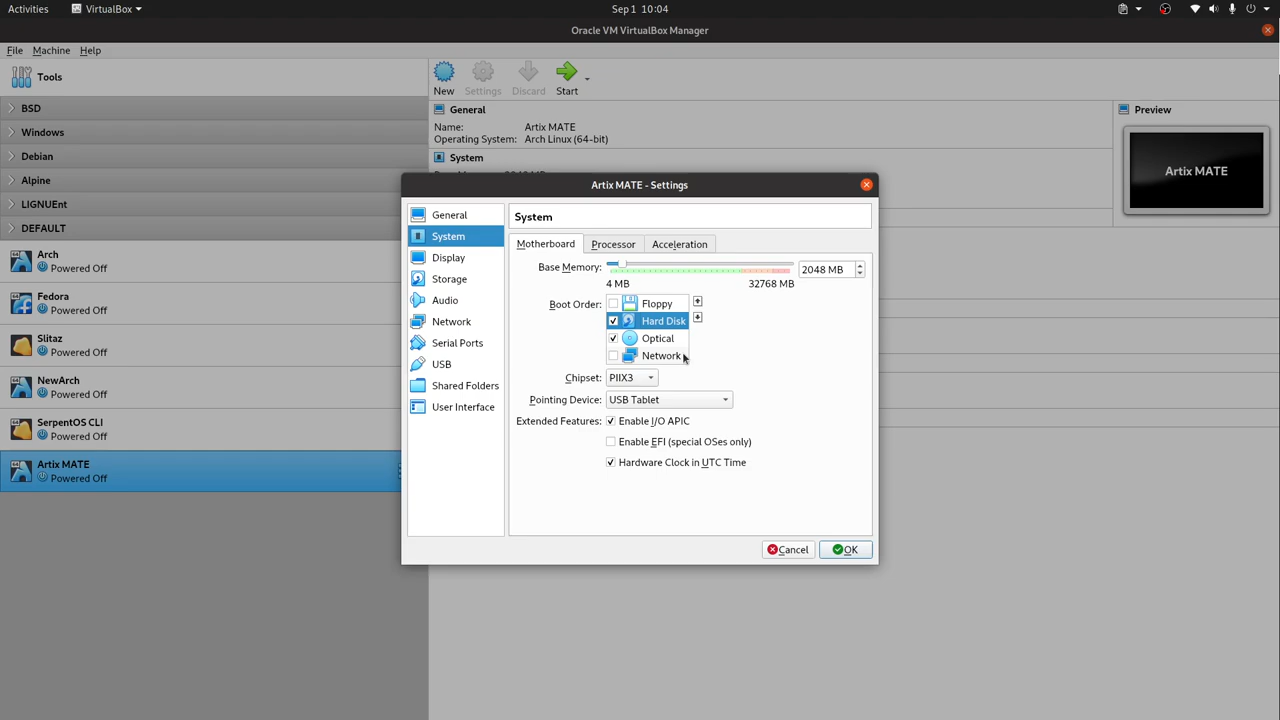 Activities VirtualBox Sep 1 10:04
Oracle VM VirtualBox Manager
File Machine Help
Tools
New Settings Discard Start
BSD
Windows
Debian
Alpine
LIGNUEnt
DEFAULT
Arch
Powered Off
Fedora
Powered Off
Slitaz
Powered Off
NewArch
Powered Off
SerpentOS CLI
Powered Off
Artix MATE
Powered Off
General
Name: Artix MATE
Operating System: Arch Linux (64-bit)
System
Preview
Artix MATE
Artix MATE - Settings
General
System
Display
Storage
Audio
Network
Serial Ports
USB
Shared Folders
User Interface
System
Motherboard Processor Acceleration
Base Memory: 2048 MB
4 MB 32768 MB
Boot Order: Floppy
Hard Disk
Optical
Network
Chipset: PIIX3
Pointing Device: USB Tablet
Extended Features: Enable I/O APIC
Enable EFI (special OSes only)
Hardware Clock in UTC Time
Cancel OK